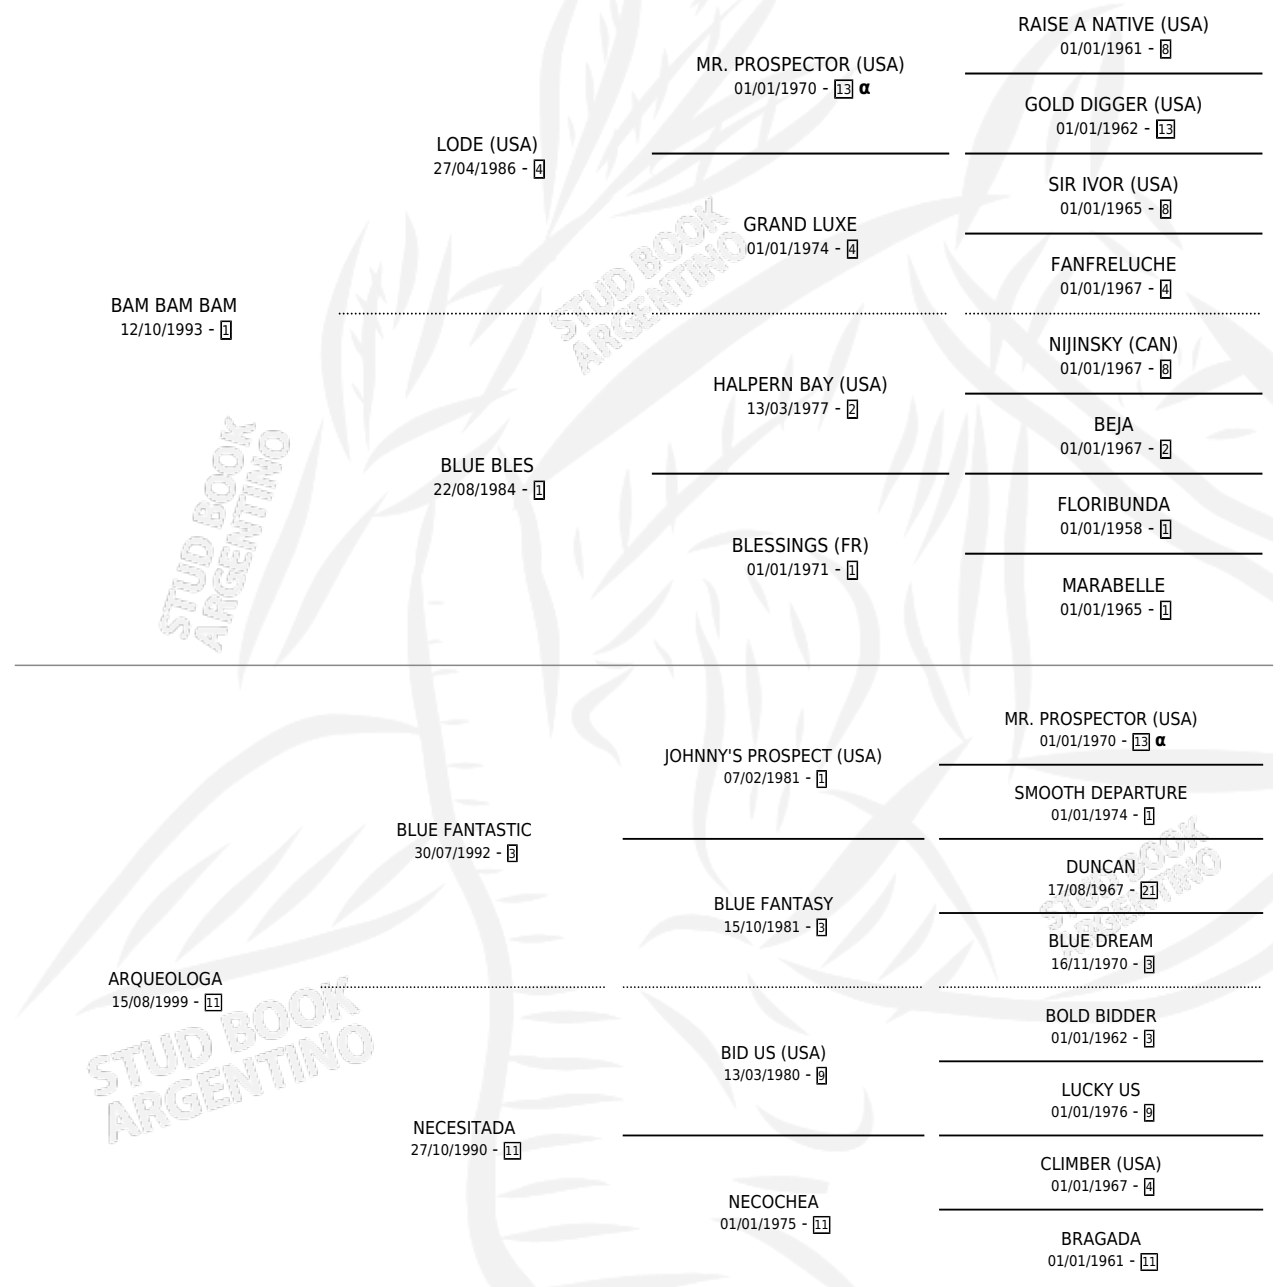 RAISE A NATIVE (USA)
01/01/1961 - 8
MR. PROSPECTOR (USA)
01/01/1970 - 13 α
GOLD DIGGER (USA)
01/01/1962 - 13
LODE (USA)
27/04/1986 - 4
SIR IVOR (USA)
01/01/1965 - 8
GRAND LUXE
01/01/1974 - 4
FANFRELUCHE
01/01/1967 - 4
STUD BOOK
ARGENTINO
BAM BAM BAM
12/10/1993 - 1
NIJINSKY (CAN)
01/01/1967 - 8
HALPERN BAY (USA)
13/03/1977 - 2
BEJA
01/01/1967 - 2
BLUE BLES
22/08/1984 - 1
FLORIBUNDA
01/01/1958 - 1
BLESSINGS (FR)
01/01/1971 - 1
MARABELLE
01/01/1965 - 1
STUD BOOK
ARGENTINO
MR. PROSPECTOR (USA)
01/01/1970 - 13 α
JOHNNY'S PROSPECT (USA)
07/02/1981 - 1
SMOOTH DEPARTURE
01/01/1974 - 1
BLUE FANTASTIC
30/07/1992 - 3
DUNCAN
17/08/1967 - 21
BLUE FANTASY
15/10/1981 - 3
BLUE DREAM
16/11/1970 - 3
STUD BOOK
ARGENTINO
ARQUEOLOGA
15/08/1999 - 11
BOLD BIDDER
01/01/1962 - 3
BID US (USA)
13/03/1980 - 9
LUCKY US
01/01/1976 - 9
STUD BOOK
ARGENTINO
NECESITADA
27/10/1990 - 11
CLIMBER (USA)
01/01/1967 - 4
NECOCHEA
01/01/1975 - 11
BRAGADA
01/01/1961 - 11